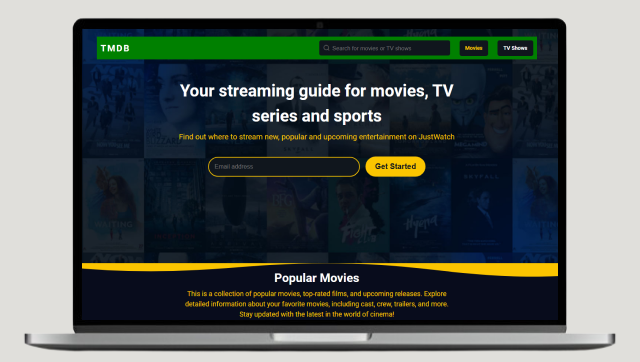 TMDB
Search for movies or TV shows
Movies
TV Shows
Your streaming guide for movies, TV
series and sports
Find out where to stream new, popular and upcoming entertainment on JustWatch
Email address
Get Started
Popular Movies
This is a collection of popular movies, top-rated films, and upcoming releases. Explore
detailed information about your favorite movies, including cast, crew, trailers, and more.
Stay updated with the latest in the world of cinema!